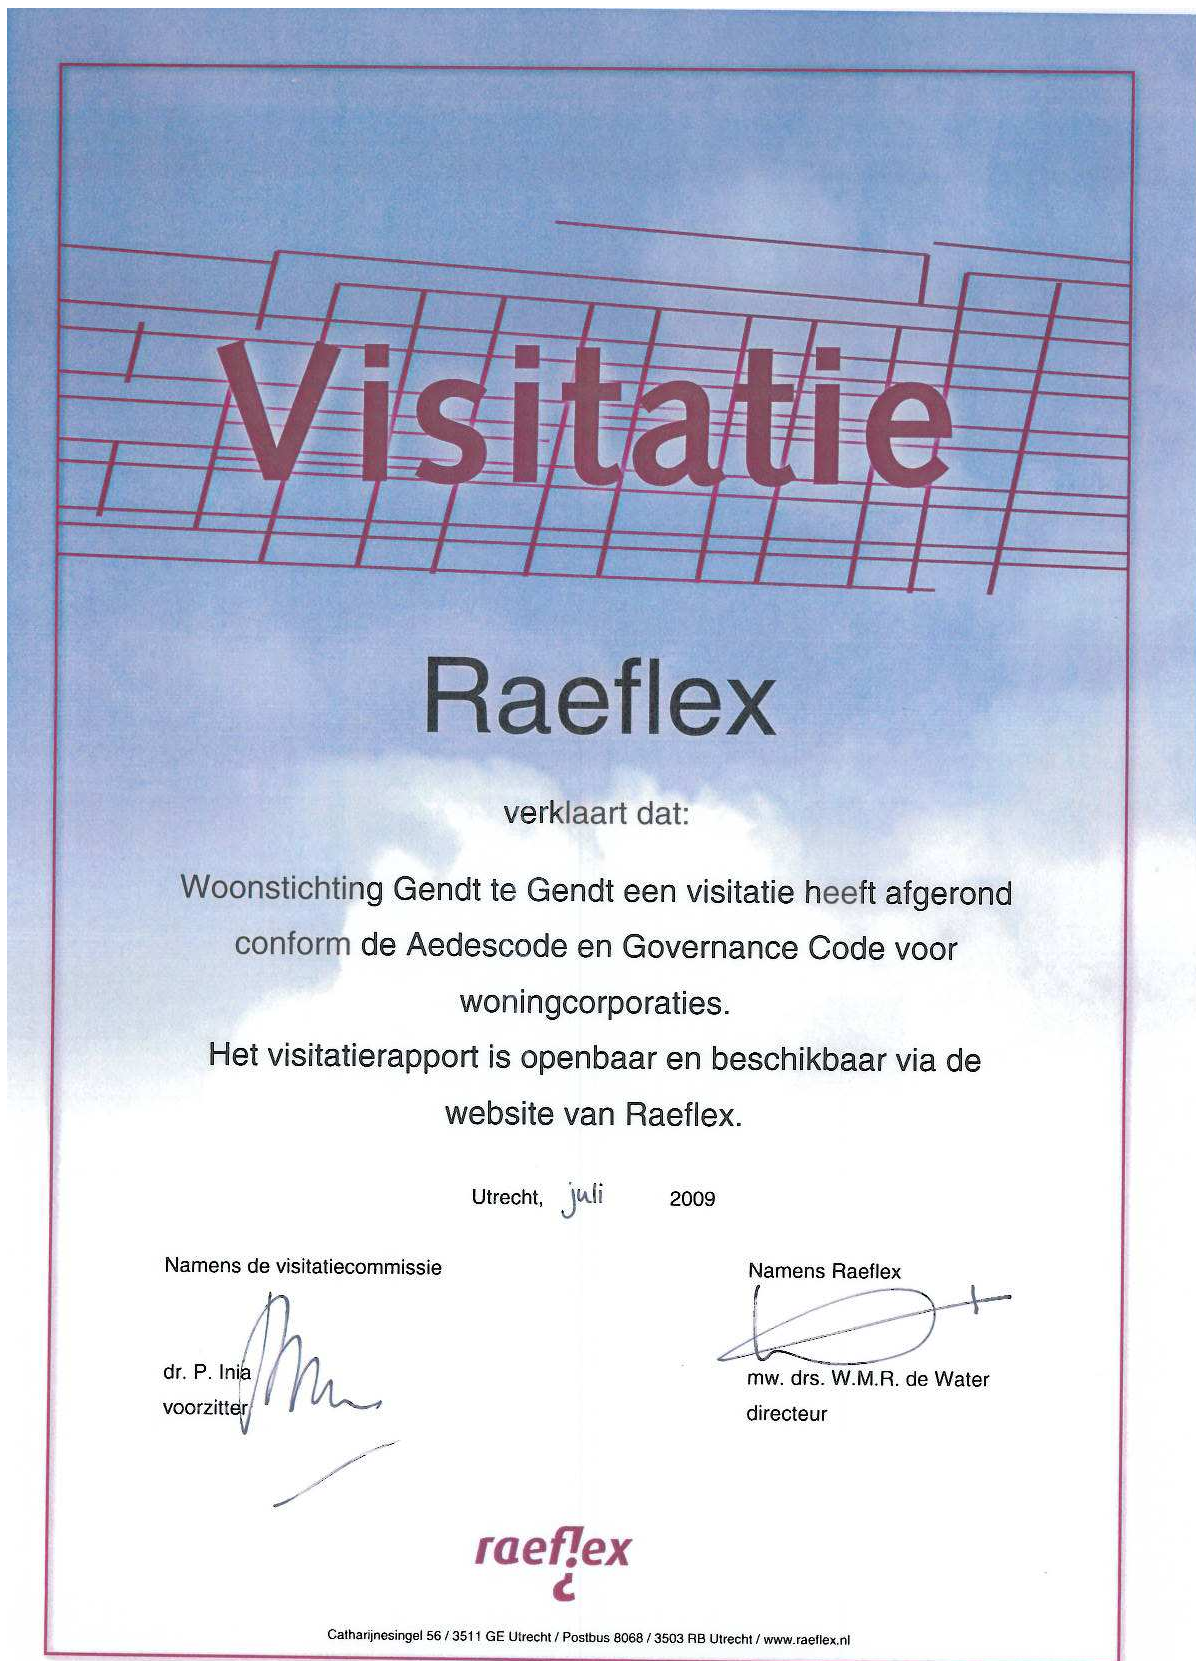 Visitatie
Raeflex
verklaart dat:
Woonstichting Gendt te Gendt een visitatie heeft afgerond
conform de Aedescode en Governance Code voor
woningcorporaties.
Het visitatierapport is openbaar en beschikbaar via de
website van Raeflex.
Utrecht, juli 2009
Namens de visitatiecommissie
dr. P. Inia
voorzitter
Namens Raeflex
mw. drs. W.M.R. de Water
directeur
raeflex
Catharijnesingel 56 / 3511 GE Utrecht / Postbus 8068 / 3503 RB Utrecht / www.raeflex.nl